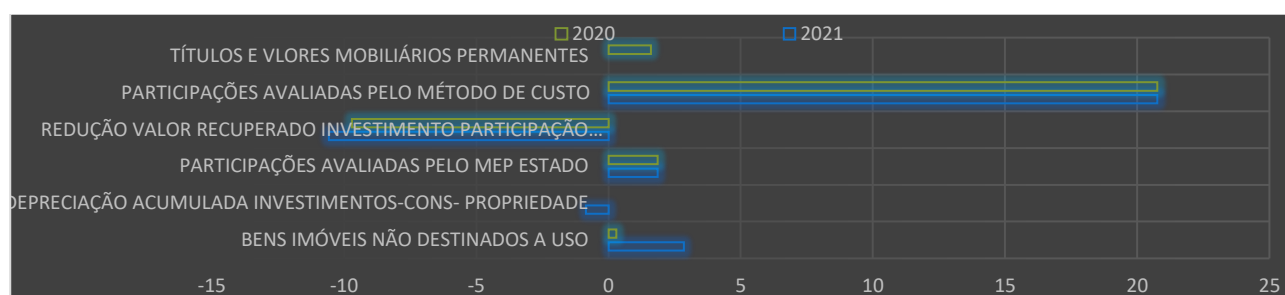 2020 2021
TÍTULOS E VLORES MOBILIÁRIOS PERMANENTES
PARTICIPAÇÕES AVALIADAS PELO MÉTODO DE CUSTO
REDUÇÃO VALOR RECUPERADO INVESTIMENTO PARTICIPAÇÃO...
PARTICIPAÇÕES AVALIADAS PELO MEP ESTADO
DEPRECIAÇÃO ACUMULADA INVESTIMENTOS-CONS- PROPRIEDADE
BENS IMÓVEIS NÃO DESTINADOS A USO
-15 -10 -5 0 5 10 15 20 25